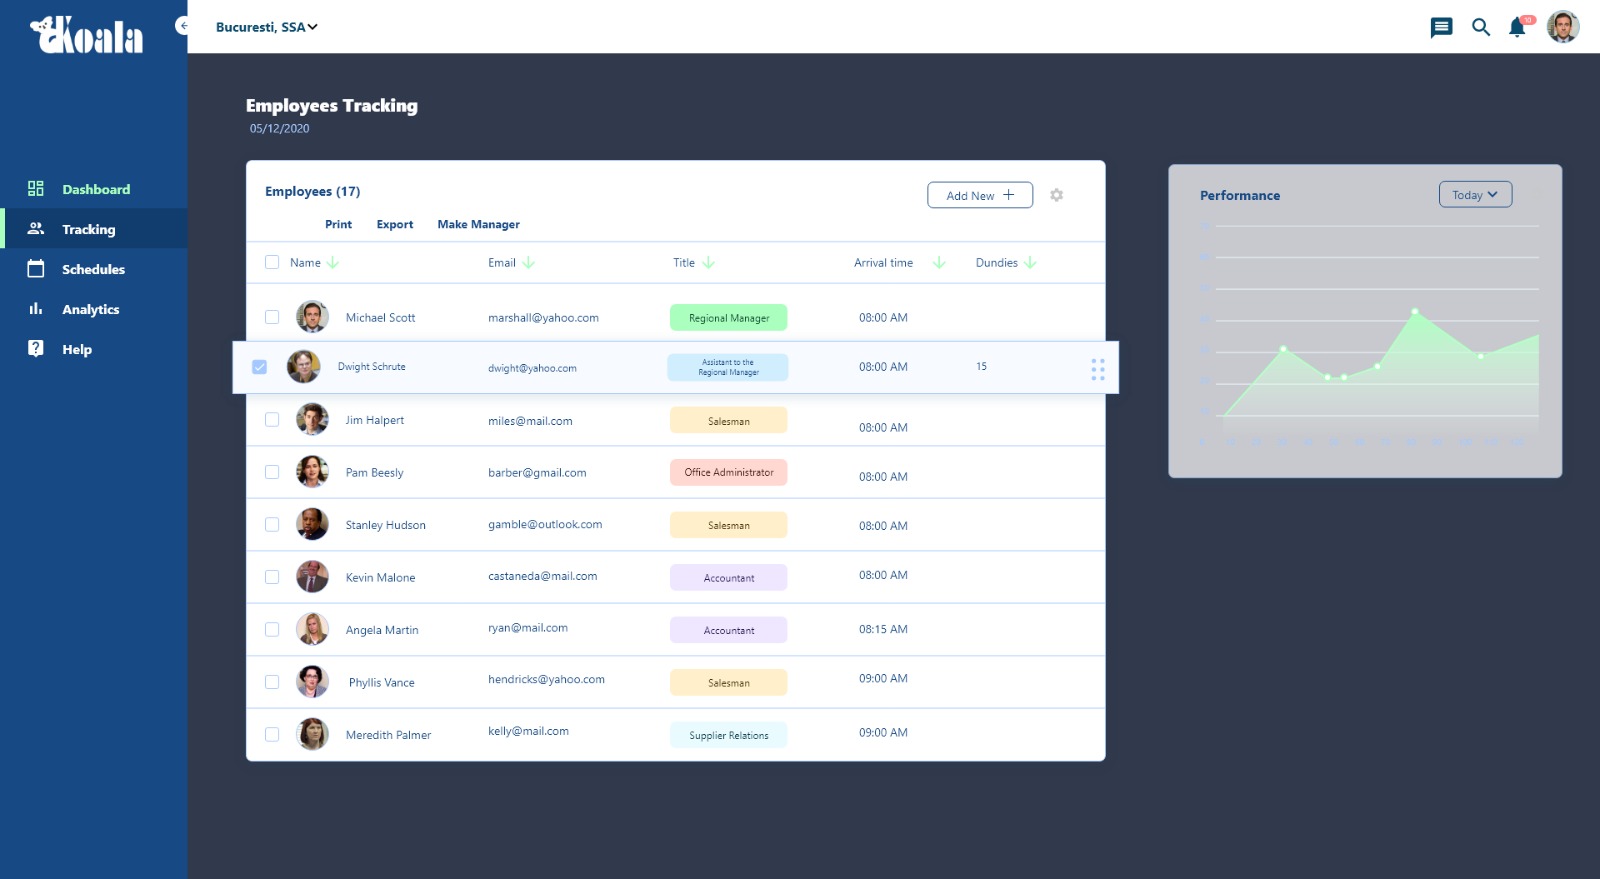 Koala
Bucuresti, SSA
10
Employees Tracking
05/12/2020
Dashboard
Tracking
Schedules
Analytics
Help
Employees (17)
Add New
Print Export Make Manager
Name Email Title Arrival time Dundies
Michael Scott marshall@yahoo.com Regional Manager 08:00 AM
Dwight Schrute dwight@yahoo.com Assistant to the
Regional Manager 08:00 AM 15
Jim Halpert miles@mail.com Salesman 08:00 AM
Pam Beesly barber@gmail.com Office Administrator 08:00 AM
Stanley Hudson gamble@outlook.com Salesman 08:00 AM
Kevin Malone castaneda@mail.com Accountant 08:00 AM
Angela Martin ryan@mail.com Accountant 08:15 AM
Phyllis Vance hendricks@yahoo.com Salesman 09:00 AM
Meredith Palmer kelly@mail.com Supplier Relations 09:00 AM
Performance
Today